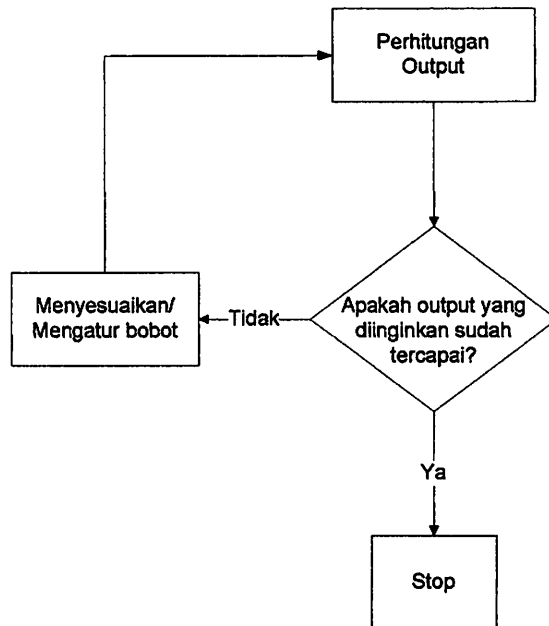 Perhitungan
Output
Menyesuaikan/
Mengatur bobot
Tidak
Apakah output yang
diinginkan sudah
tercapai?
Ya
Stop